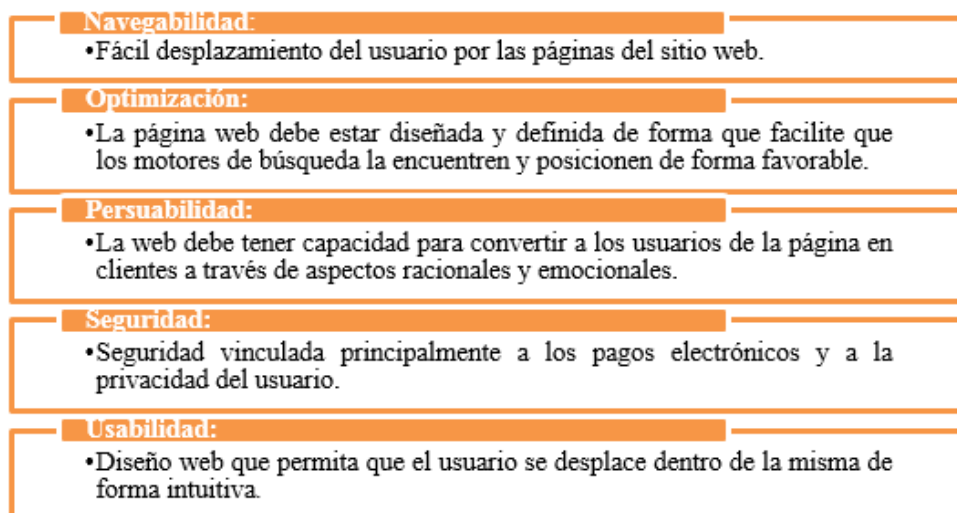 Navegabilidad:
•Fácil desplazamiento del usuario por las páginas del sitio web.
Optimización:
•La página web debe estar diseñada y definida de forma que facilite que
los motores de búsqueda la encuentren y posicionen de forma favorable.
Persuabilidad:
•La web debe tener capacidad para convertir a los usuarios de la página en
clientes a través de aspectos racionales y emocionales.
Seguridad:
•Seguridad vinculada principalmente a los pagos electrónicos y a la
privacidad del usuario.
Usabilidad:
•Diseño web que permita que el usuario se desplace dentro de la misma de
forma intuitiva.